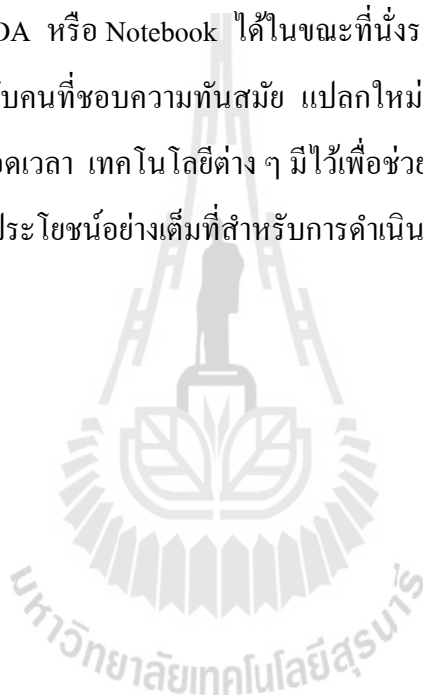 DA หรือ Notebook ได้ในขณะที่นั่งร
ับคนที่ชอบความทันสมัย แปลกใหม่
อดเวลา เทคโนโลยีต่าง ๆ มีไว้เพื่อช่วย
ประโยชน์อย่างเต็มที่สำหรับการดำเนิน
มหาวิทยาลัยเทคโนโลยีสุรนารี